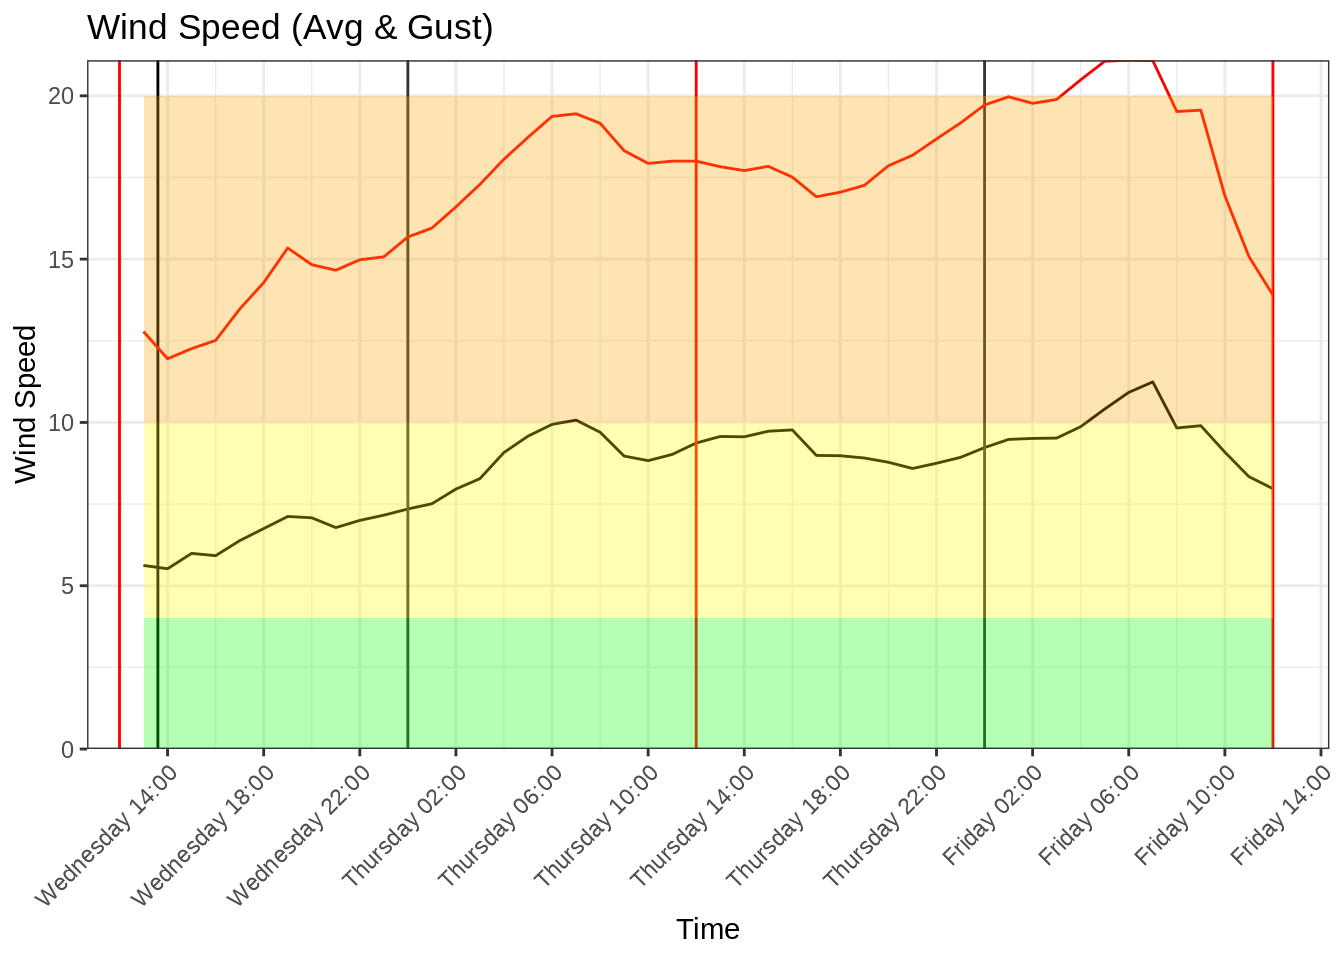 Wind Speed (Avg & Gust)
Wind Speed
20
15
10
5
0
Wednesday 14:00
Wednesday 18:00
Wednesday 22:00
Thursday 02:00
Thursday 06:00
Thursday 10:00
Thursday 14:00
Thursday 18:00
Thursday 22:00
Friday 02:00
Friday 06:00
Friday 10:00
Friday 14:00
Time